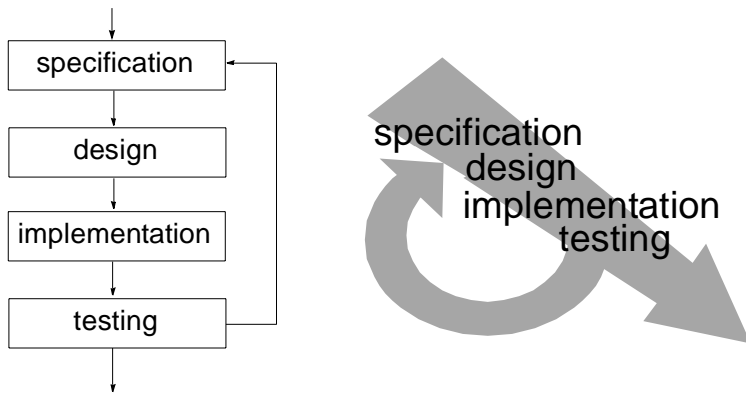 specification
design
implementation
testing
specification
design
implementation
testing